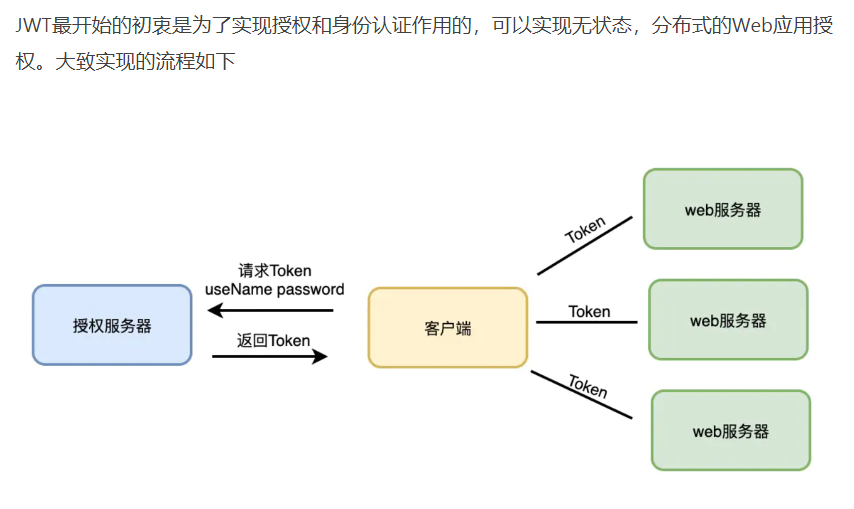 JWT最开始的初衷是为了实现授权和身份认证作用的，可以实现无状态，分布式的Web应用授
权。大致实现的流程如下
web服务器
Token
请求Token
useName password
授权服务器
返回Token
客户端
Token
web服务器
Token
web服务器